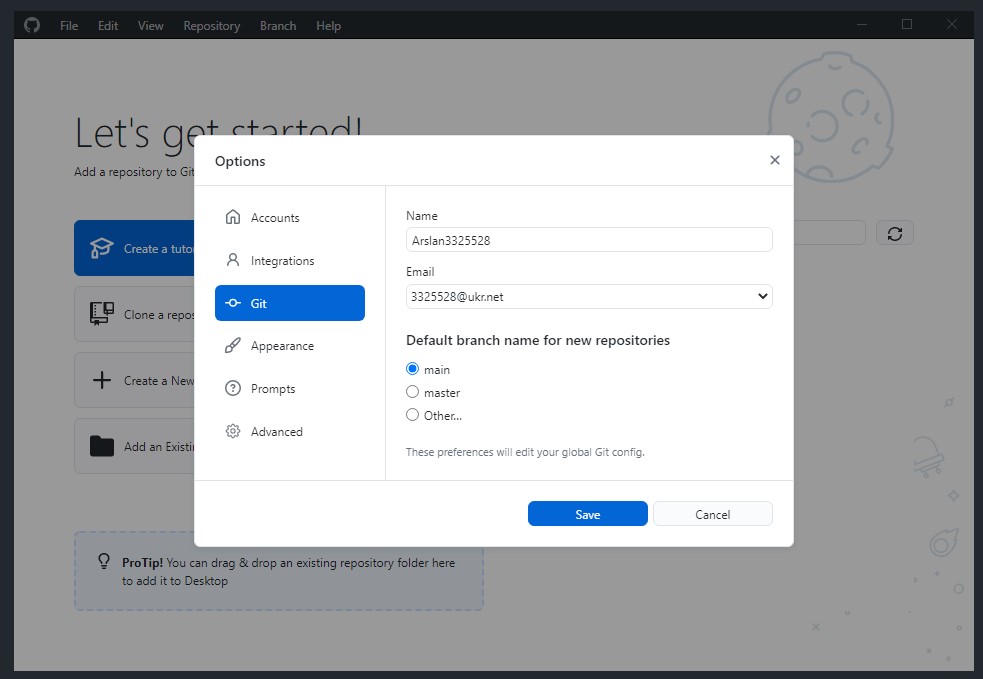 File Edit View Repository Branch Help
Let's get started!
Add a repository to Git
Create a tuto
Clone a repos
Create a New
Add an Existi
ProTip! You can drag & drop an existing repository folder here
to add it to Desktop
Options
Accounts
Integrations
Git
Appearance
Prompts
Advanced
Name
Arslan3325528
Email
3325528@ukr.net
Default branch name for new repositories
main
master
Other...
These preferences will edit your global Git config.
Save Cancel